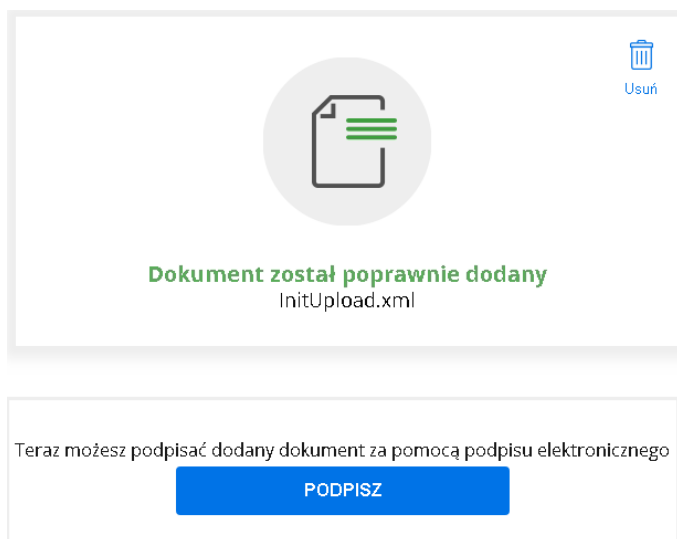 Usuń
Dokument został poprawnie dodany
InitUpload.xml
Teraz możesz podpisać dodany dokument za pomocą podpisu elektronicznego
PODPISZ